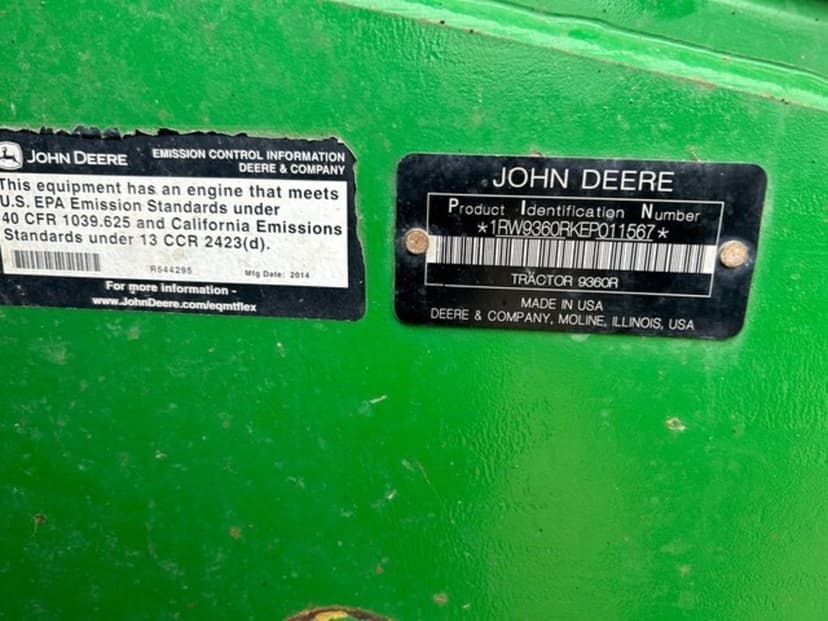 JOHN DEERE
EMISSION CONTROL INFORMATION
DEERE & COMPANY
This equipment has an engine that meets
U.S. EPA Emission Standards under
40 CFR 1039.625 and California Emissions
Standards under 13 CCR 2423(d).
R544295
Mfg Date: 2014
For more information -
www.JohnDeere.com/eqmtflex
JOHN DEERE
Product Identification Number
*1RW9360RKEP011567*
TRACTOR 9360R
MADE IN USA
DEERE & COMPANY, MOLINE, ILLINOIS, USA